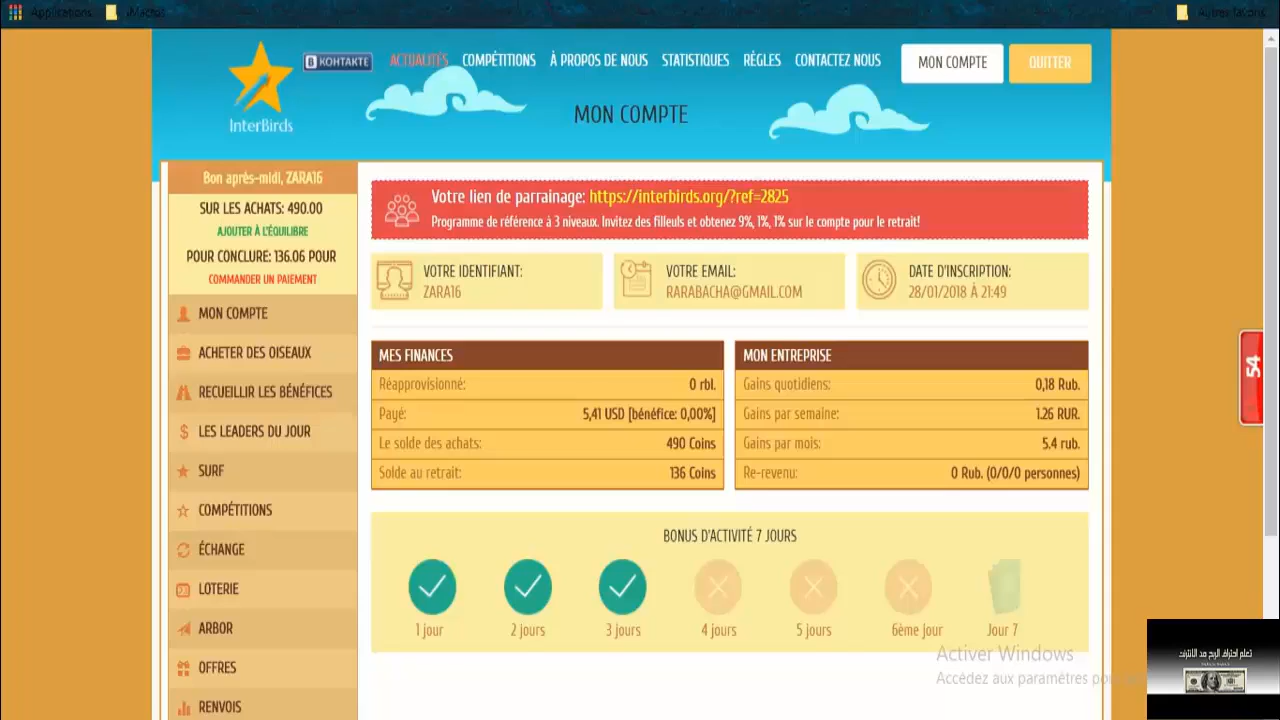 Applications
iMacros
Autres favoris
InterBirds
В КОНТАКТЕ
ACTUALITÉS
COMPÉTITIONS
À PROPOS DE NOUS
STATISTIQUES
RÈGLES
CONTACTEZ NOUS
MON COMPTE
QUITTER
MON COMPTE
Bon après-midi, ZARA16
SUR LES ACHATS: 490.00
AJOUTER À L'ÉQUILIBRE
POUR CONCLURE: 136.06 POUR
COMMANDER UN PAIEMENT
MON COMPTE
ACHETER DES OISEAUX
RECUEILLIR LES BÉNÉFICES
LES LEADERS DU JOUR
SURF
COMPÉTITIONS
ÉCHANGE
LOTERIE
ARBOR
OFFRES
RENVOIS
Votre lien de parrainage: https://interbirds.org/?ref=2825
Programme de référence à 3 niveaux. Invitez des filleuls et obtenez 9%, 1%, 1% sur le compte pour le retrait!
VOTRE IDENTIFIANT:
ZARA16
VOTRE EMAIL:
RARABACHA@GMAIL.COM
DATE D'INSCRIPTION:
28/01/2018 À 21:49
MES FINANCES
Réapprovisionné: 0 rbl.
Payé: 5,41 USD [bénéfice: 0,00%]
Le solde des achats: 490 Coins
Solde au retrait: 136 Coins
MON ENTREPRISE
Gains quotidiens: 0,18 Rub.
Gains par semaine: 1.26 RUR.
Gains par mois: 5.4 rub.
Re-revenu: 0 Rub. (0/0/0 personnes)
BONUS D'ACTIVITÉ 7 JOURS
1 jour
2 jours
3 jours
4 jours
5 jours
6ème jour
Jour 7
54
Activer Windows
Accédez aux paramètres
تعلم احتراف الربح من الانترنت